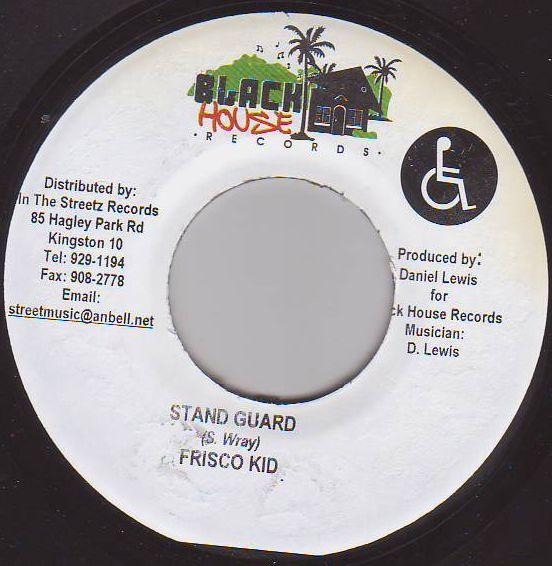 BLACK
HOUSE
• RECORDS •
Distributed by:
In The Streetz Records
85 Hagley Park Rd
Kingston 10
Tel: 929-1194
Fax: 908-2778
Email:
streetmusic@anbell.net
Produced by:
Daniel Lewis
for
ck House Records
Musician:
D. Lewis
STAND GUARD
(S. Wray)
FRISCO KID